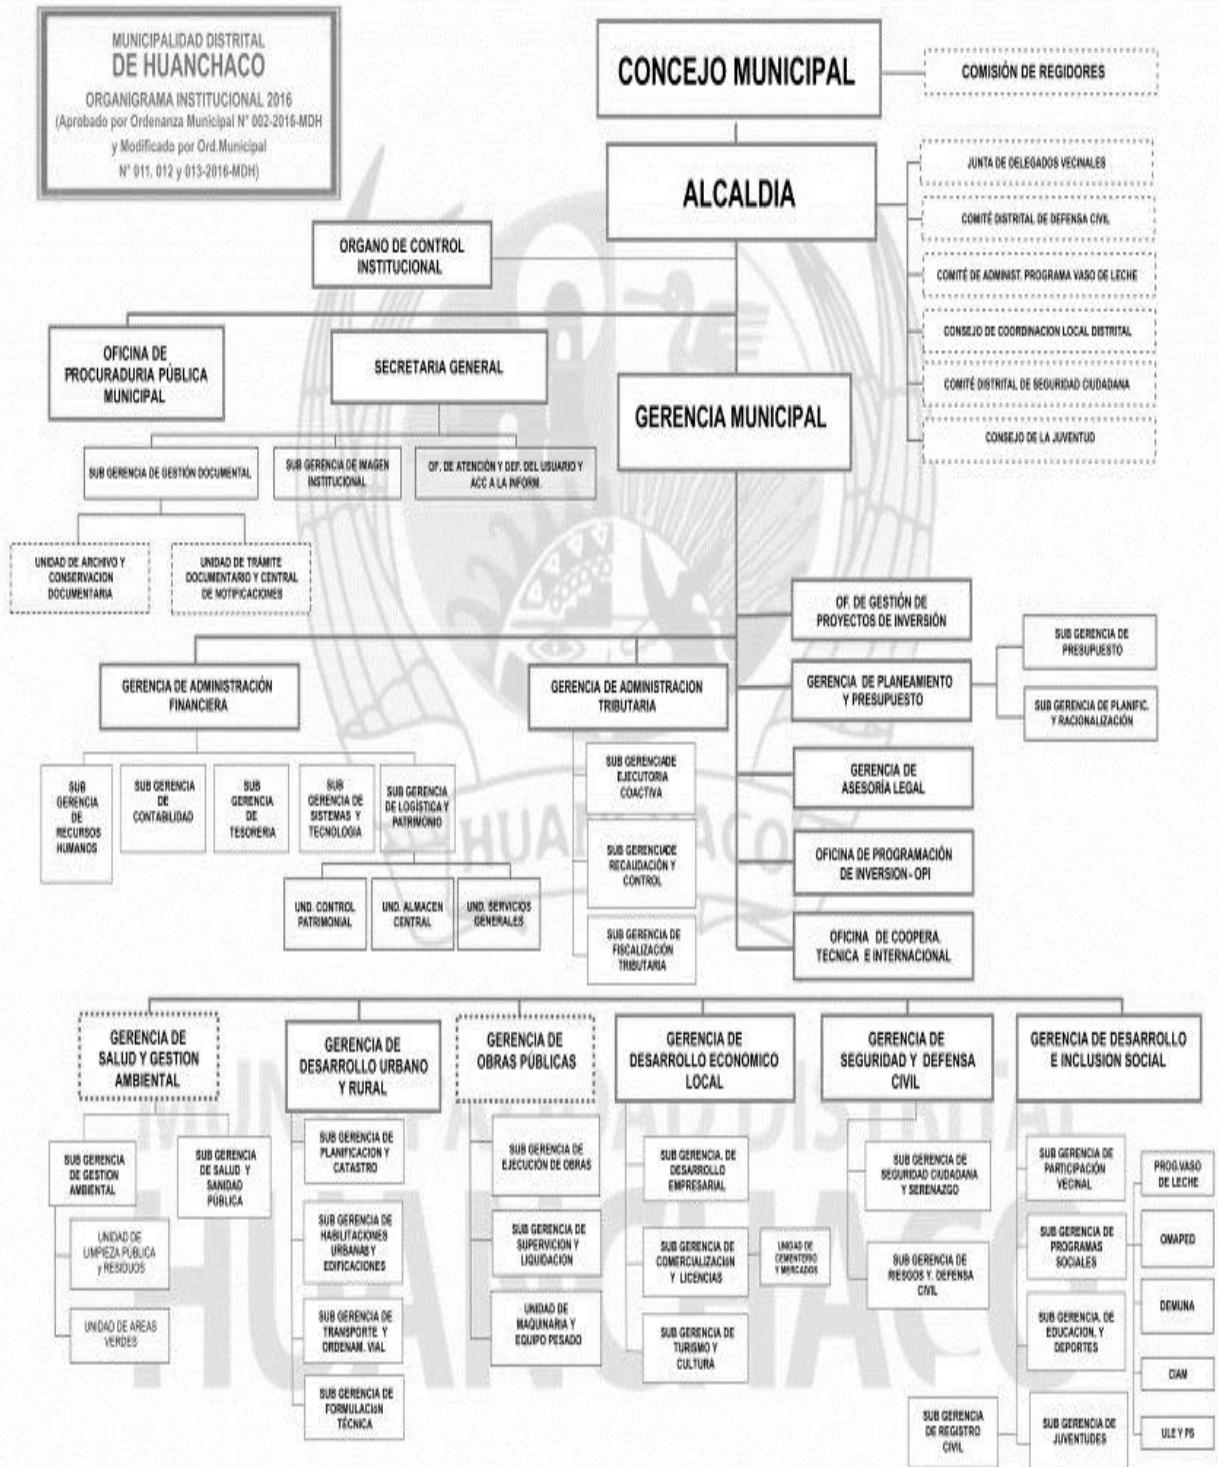 MUNICIPALIDAD DISTRITAL
DE HUANCHACO
ORGANIGRAMA INSTITUCIONAL 2016
(Aprobado por Ordenanza Municipal N° 002-2016-MDH
y Modificado por Ord.Municipal
N° 011, 012 y 013-2016-MDH)
CONCEJO MUNICIPAL
COMISIÓN DE REGIDORES
ALCALDIA
JUNTA DE DELEGADOS VECINALES
COMITÉ DISTRITAL DE DEFENSA CIVIL
COMITÉ DE ADMINIST. PROGRAMA VASO DE LECHE
CONSEJO DE COORDINACION LOCAL DISTRITAL
COMITÉ DISTRITAL DE SEGURIDAD CIUDADANA
CONSEJO DE LA JUVENTUD
ORGANO DE CONTROL
INSTITUCIONAL
OFICINA DE
PROCURADURIA PÚBLICA
MUNICIPAL
SECRETARIA GENERAL
GERENCIA MUNICIPAL
SUB GERENCIA DE GESTIÓN DOCUMENTAL
SUB GERENCIA DE IMAGEN
INSTITUCIONAL
OF. DE ATENCIÓN Y DEF. DEL USUARIO Y
ACC A LA INFORM.
UNIDAD DE ARCHIVO Y
CONSERVACION
DOCUMENTARIA
UNIDAD DE TRÁMITE
DOCUMENTARIO Y CENTRAL
DE NOTIFICACIONES
OF. DE GESTIÓN DE
PROYECTOS DE INVERSIÓN
GERENCIA DE PLANEAMIENTO
Y PRESUPUESTO
SUB GERENCIA DE
PRESUPUESTO
SUB GERENCIA DE PLANIFIC.
Y RACIONALIZACIÓN
GERENCIA DE
ASESORÍA LEGAL
OFICINA DE PROGRAMACIÓN
DE INVERSION - OPI
OFICINA DE COOPERA.
TECNICA E INTERNACIONAL
GERENCIA DE ADMINISTRACIÓN
FINANCIERA
GERENCIA DE ADMINISTRACION
TRIBUTARIA
SUB
GERENCIA
DE
RECURSOS
HUMANOS
SUB GERENCIA
DE
CONTABILIDAD
SUB
GERENCIA
DE
TESORERIA
SUB
GERENCIA DE
SISTEMAS Y
TECNOLOGIA
SUB GERENCIA
DE LOGÍSTICA Y
PATRIMONIO
UND. CONTROL
PATRIMONIAL
UND. ALMACEN
CENTRAL
UND. SERVICIOS
GENERALES
SUB GERENCIADE
EJECUTORIA
COACTIVA
SUB GERENCIADE
RECAUDACIÓN Y
CONTROL
SUB GERENCIA DE
FISCALIZACIÓN
TRIBUTARIA
HUANCHACO
GERENCIA DE
SALUD Y GESTION
AMBIENTAL
SUB GERENCIA
DE GESTION
AMBIENTAL
SUB GERENCIA
DE SALUD Y
SANIDAD
PÚBLICA
UNIDAD DE
LIMPIEZA PÚBLICA
y RESIDUOS
UNIDAD DE AREAS
VERDES
GERENCIA DE
DESARROLLO URBANO
Y RURAL
SUB GERENCIA DE
PLANIFICACION Y
CATASTRO
SUB GERENCIA DE
HABILITACIONES
URBANAS Y
EDIFICACIONES
SUB GERENCIA DE
TRANSPORTE Y
ORDENAM. VIAL
SUB GERENCIA DE
FORMULACIóN
TÉCNICA
GERENCIA DE
OBRAS PÚBLICAS
SUB GERENCIA DE
EJECUCIÓN DE OBRAS
SUB GERENCIA DE
SUPERVICION Y
LIQUIDACIÓN
UNIDAD DE
MAQUINARIA Y
EQUIPO PESADO
GERENCIA DE
DESARROLLO ECONOMICO
LOCAL
SUB GERENCIA. DE
DESARROLLO
EMPRESARIAL
SUB GERENCIA DE
COMERCIALIZACIóN
Y LICENCIAS
UNIDAD DE
CEMENTERIO
Y MERCADOS
SUB GERENCIA DE
TURISMO Y
CULTURA
GERENCIA DE
SEGURIDAD Y DEFENSA
CIVIL
SUB GERENCIA DE
SEGURIDAD CIUDADANA
Y SERENAZGO
SUB GERENCIA DE
RIESGOS Y. DEFENSA
CIVIL
GERENCIA DE DESARROLLO
E INCLUSION SOCIAL
SUB GERENCIA DE
PARTICIPACIÓN
VECINAL
SUB GERENCIA DE
PROGRAMAS
SOCIALES
SUB GERENCIA. DE
EDUCACION. Y
DEPORTES
SUB GERENCIA
DE REGISTRO
CIVIL
SUB GERENCIA DE
JUVENTUDES
PROG.VASO
DE LECHE
OMAPED
DEMUNA
CIAM
ULE Y PS
MUNICIPALIDAD DISTRITAL
HUANCHACO